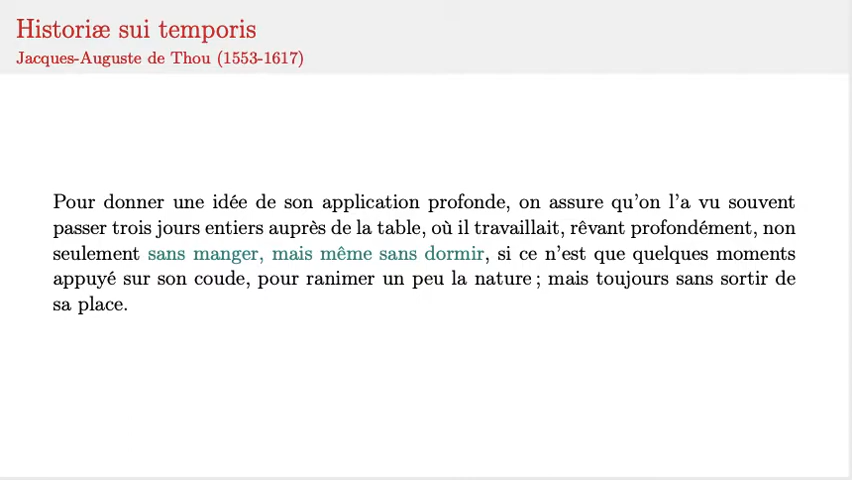 Historiæ sui temporis
Jacques-Auguste de Thou (1553-1617)
Pour donner une idée de son application profonde, on assure qu'on l'a vu souvent
passer trois jours entiers auprès de la table, où il travaillait, rêvant profondément, non
seulement sans manger, mais même sans dormir, si ce n'est que quelques moments
appuyé sur son coude, pour ranimer un peu la nature ; mais toujours sans sortir de
sa place.